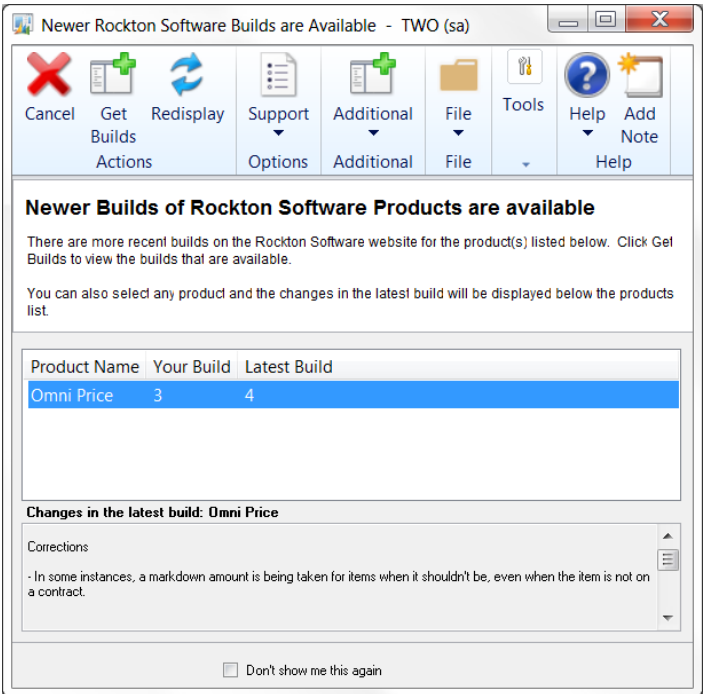 Newer Rockton Software Builds are Available - TWO (sa)
Cancel Get Builds Redisplay Support Additional File Tools Help Add Note
Actions Options Additional File Help
Newer Builds of Rockton Software Products are available
There are more recent builds on the Rockton Software website for the product(s) listed below. Click Get
Builds to view the builds that are available.
You can also select any product and the changes in the latest build will be displayed below the products
list.
Product Name Your Build Latest Build
Omni Price 3 4
Changes in the latest build: Omni Price
Corrections
- In some instances, a markdown amount is being taken for items when it shouldn't be, even when the item is not on
a contract.
Don't show me this again